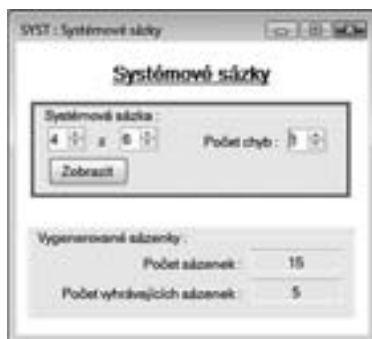 SYST : Systémové sázky
Systémové sázky
Systémová sázka :
4 z 6 Počet chyb : 1
Zobrazit
Vygenerované sázenky :
Počet sázenek : 15
Počet vyhrávajících sázenek : 5